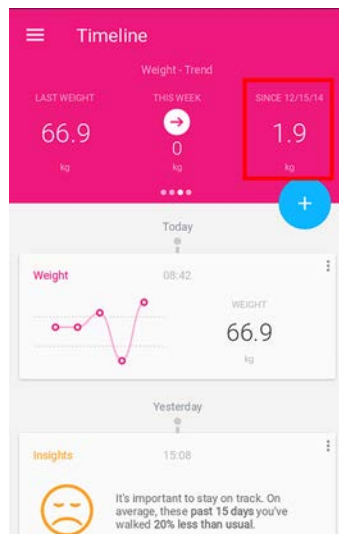 Timeline
Weight - Trend
LAST WEIGHT THIS WEEK SINCE 12/15/14
66.9 0 1.9
kg kg kg
Today
Weight 08:42
WEIGHT
66.9
kg
Yesterday
Insights 15:08
It's important to stay on track. On
average, these past 15 days you've
walked 20% less than usual.